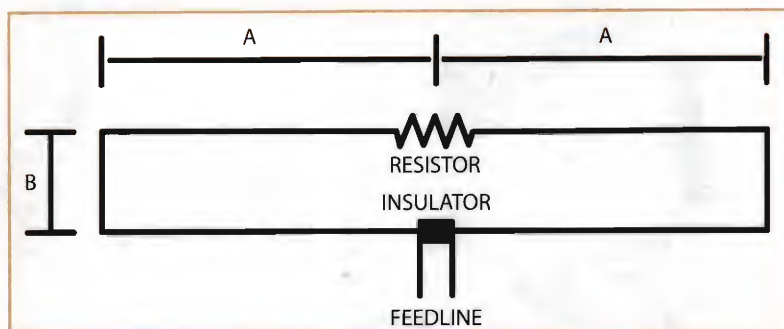 A
A
B
RESISTOR
INSULATOR
FEEDLINE